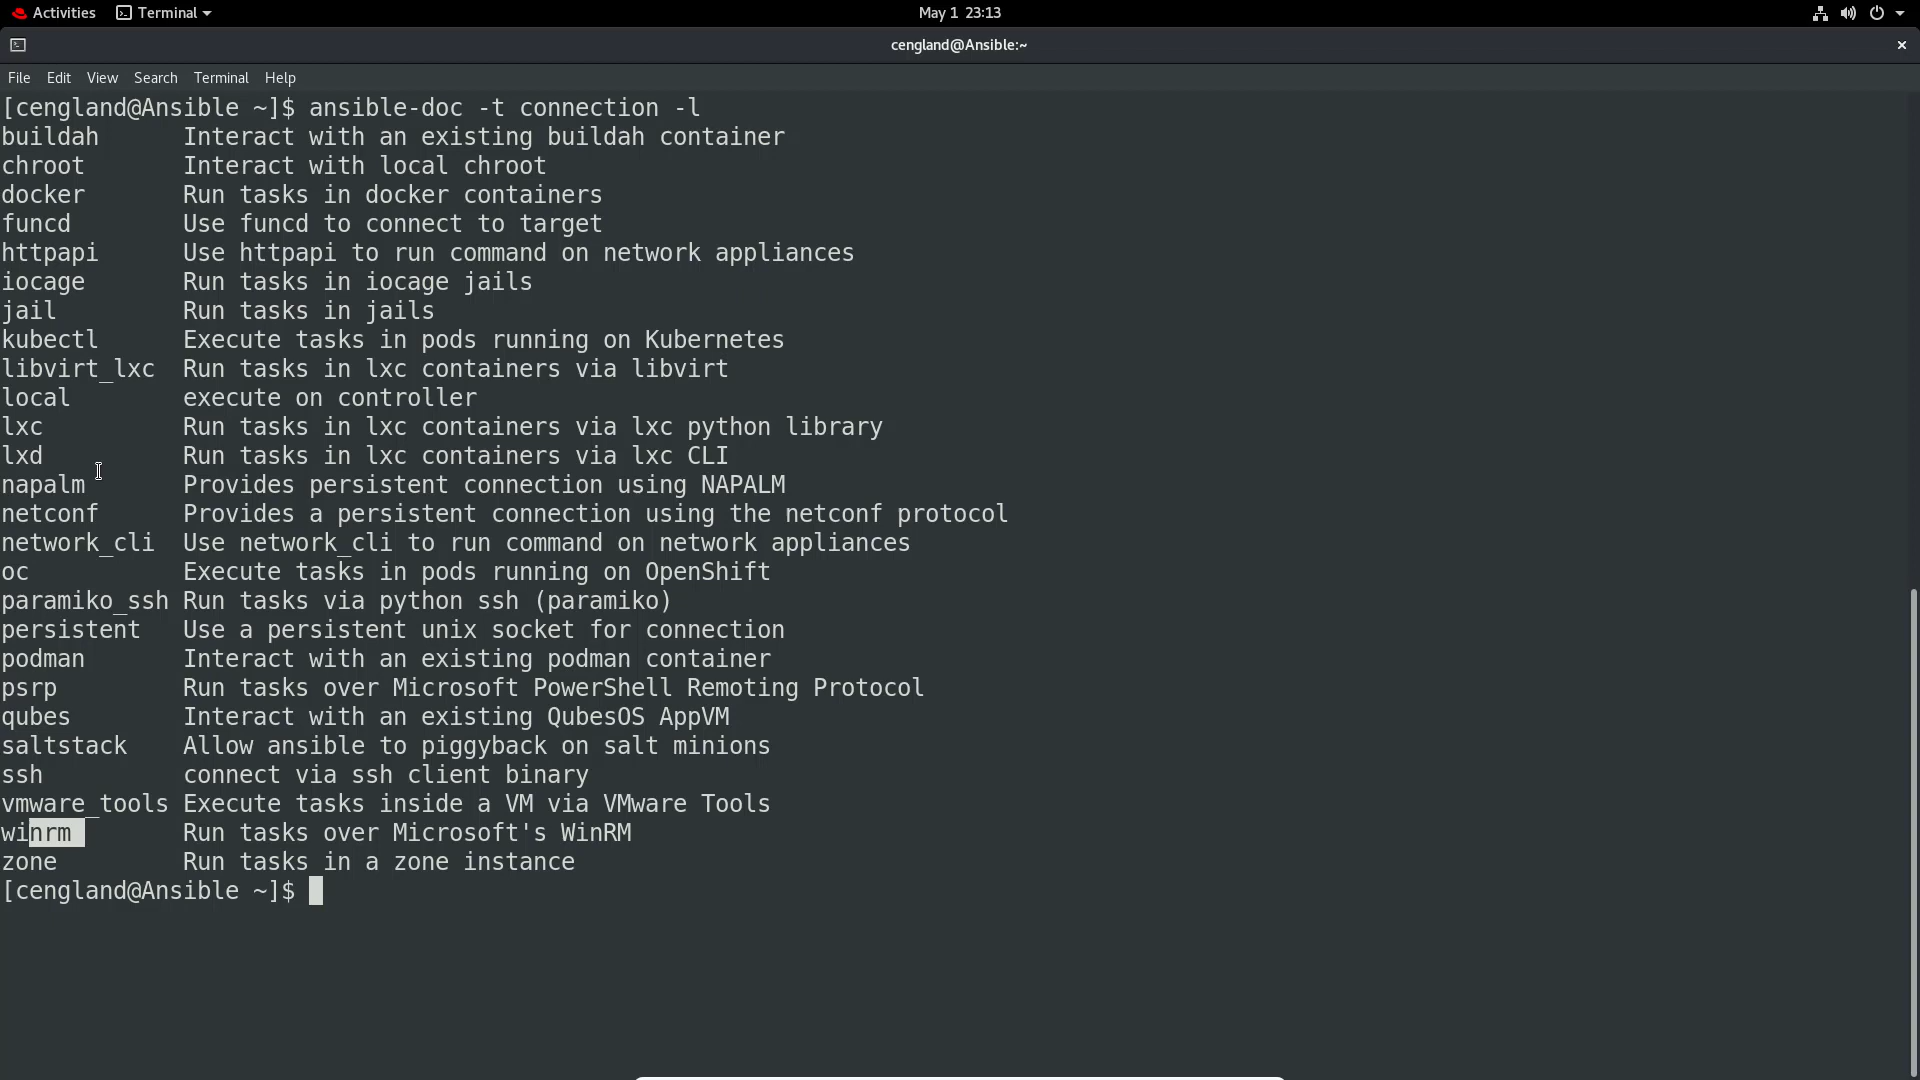 Activities Terminal May 1 23:13
cengland@Ansible:~
File Edit View Search Terminal Help
[cengland@Ansible ~]$ ansible-doc -t connection -l
buildah Interact with an existing buildah container
chroot Interact with local chroot
docker Run tasks in docker containers
funcd Use funcd to connect to target
httpapi Use httpapi to run command on network appliances
iocage Run tasks in iocage jails
jail Run tasks in jails
kubectl Execute tasks in pods running on Kubernetes
libvirt_lxc Run tasks in lxc containers via libvirt
local execute on controller
lxc Run tasks in lxc containers via lxc python library
lxd Run tasks in lxc containers via lxc CLI
napalm Provides persistent connection using NAPALM
netconf Provides a persistent connection using the netconf protocol
network_cli Use network_cli to run command on network appliances
oc Execute tasks in pods running on OpenShift
paramiko_ssh Run tasks via python ssh (paramiko)
persistent Use a persistent unix socket for connection
podman Interact with an existing podman container
psrp Run tasks over Microsoft PowerShell Remoting Protocol
qubes Interact with an existing QubesOS AppVM
saltstack Allow ansible to piggyback on salt minions
ssh connect via ssh client binary
vmware_tools Execute tasks inside a VM via VMware Tools
winrm Run tasks over Microsoft's WinRM
zone Run tasks in a zone instance
[cengland@Ansible ~]$